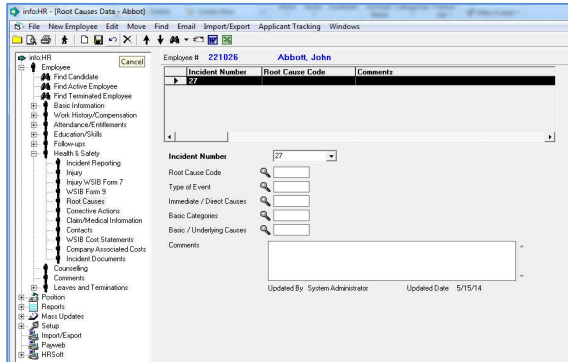 info:HR - [Root Causes Data - Abbot]
File New Employee Edit Move Find Email Import/Export Applicant Tracking Windows
info:HR
Cancel
Employee
Find Candidate
Find Active Employee
Find Terminated Employee
Basic Information
Work History/Compensation
Attendance/Entitlements
Education/Skills
Follow-ups
Health & Safety
Incident Reporting
Injury
Injury WSIB Form 7
WSIB Form 9
Root Causes
Corrective Actions
Claim/Medical Information
Contacts
WSIB Cost Statements
Company Associated Costs
Incident Documents
Counselling
Comments
Leaves and Terminations
Position
Reports
Mass Updates
Setup
Import/Export
Payweb
HRSoft
Employee # 221026 Abbott, John
Incident Number Root Cause Code Comments
27
Incident Number 27
Root Cause Code
Type of Event
Immediate / Direct Causes
Basic Categories
Basic / Underlying Causes
Comments
Updated By System Administrator Updated Date 5/15/14